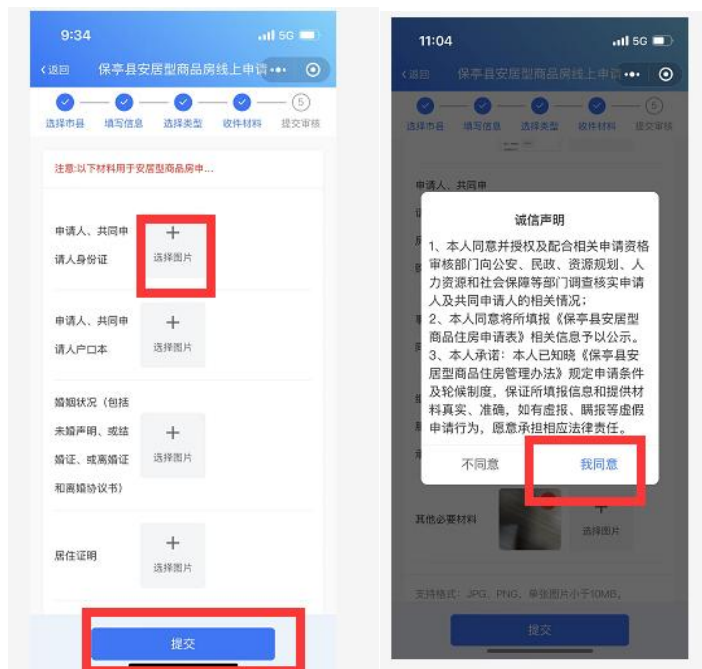 9:34
5G
返回
保亭县安居型商品房线上申请
选择市县
填写信息
选择类型
收件材料
5
提交审核
注意:以下材料用于安居型商品房申...
申请人、共同申
请人身份证
选择图片
申请人、共同申
请人户口本
选择图片
婚姻状况（包括
未婚声明、或结
婚证、或离婚证
和离婚协议书）
选择图片
居住证明
选择图片
提交
11:04
5G
返回
保亭县安居型商品房线上申请
选择市县
填写信息
选择类型
收件材料
5
提交审核
申请人、共同申
诚信声明
1、本人同意并授权及配合相关申请资格
审核部门向公安、民政、资源规划、人
力资源和社会保障等部门调查核实申请
人及共同申请人的相关情况；
2、本人同意将所填报《保亭县安居型
商品住房申请表》相关信息予以公示。
3、本人承诺：本人已知晓《保亭县安
居型商品住房管理办法》规定申请条件
及轮候制度，保证所填报信息和提供材
料真实、准确，如有虚报、瞒报等虚假
申请行为，愿意承担相应法律责任。
不同意
我同意
其他必要材料
选择图片
支持格式：JPG、PNG，单张图片小于10MB，
提交